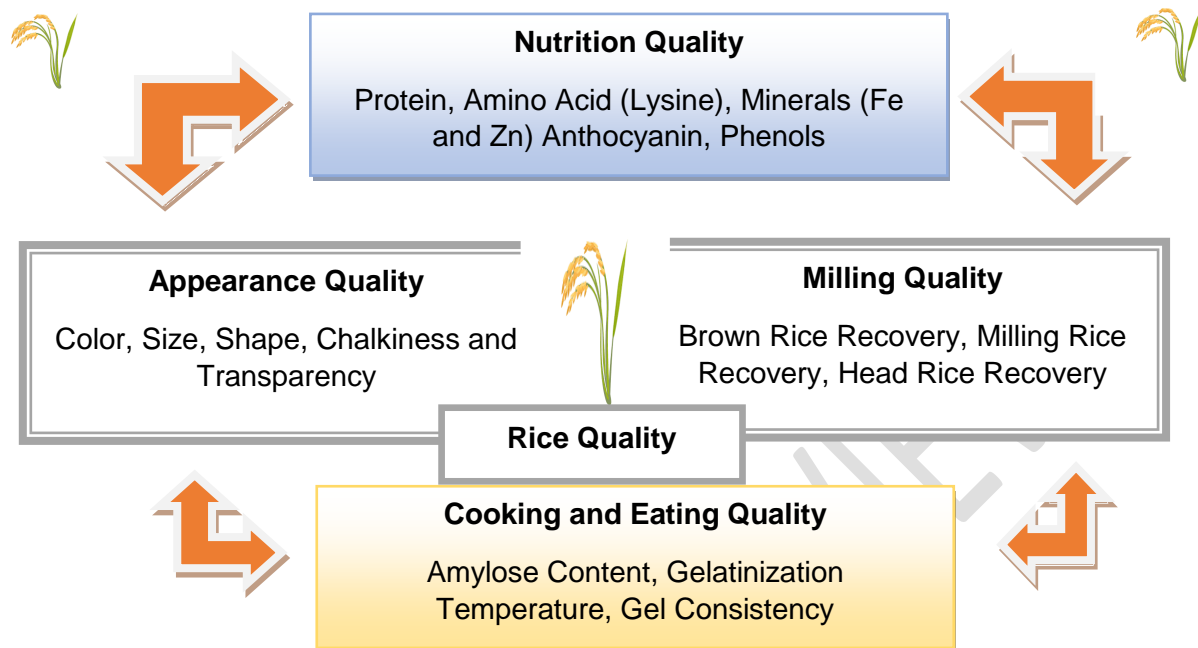 Nutrition Quality
Protein, Amino Acid (Lysine), Minerals (Fe
and Zn) Anthocyanin, Phenols
Appearance Quality
Color, Size, Shape, Chalkiness and
Transparency
Milling Quality
Brown Rice Recovery, Milling Rice
Recovery, Head Rice Recovery
Rice Quality
Cooking and Eating Quality
Amylose Content, Gelatinization
Temperature, Gel Consistency